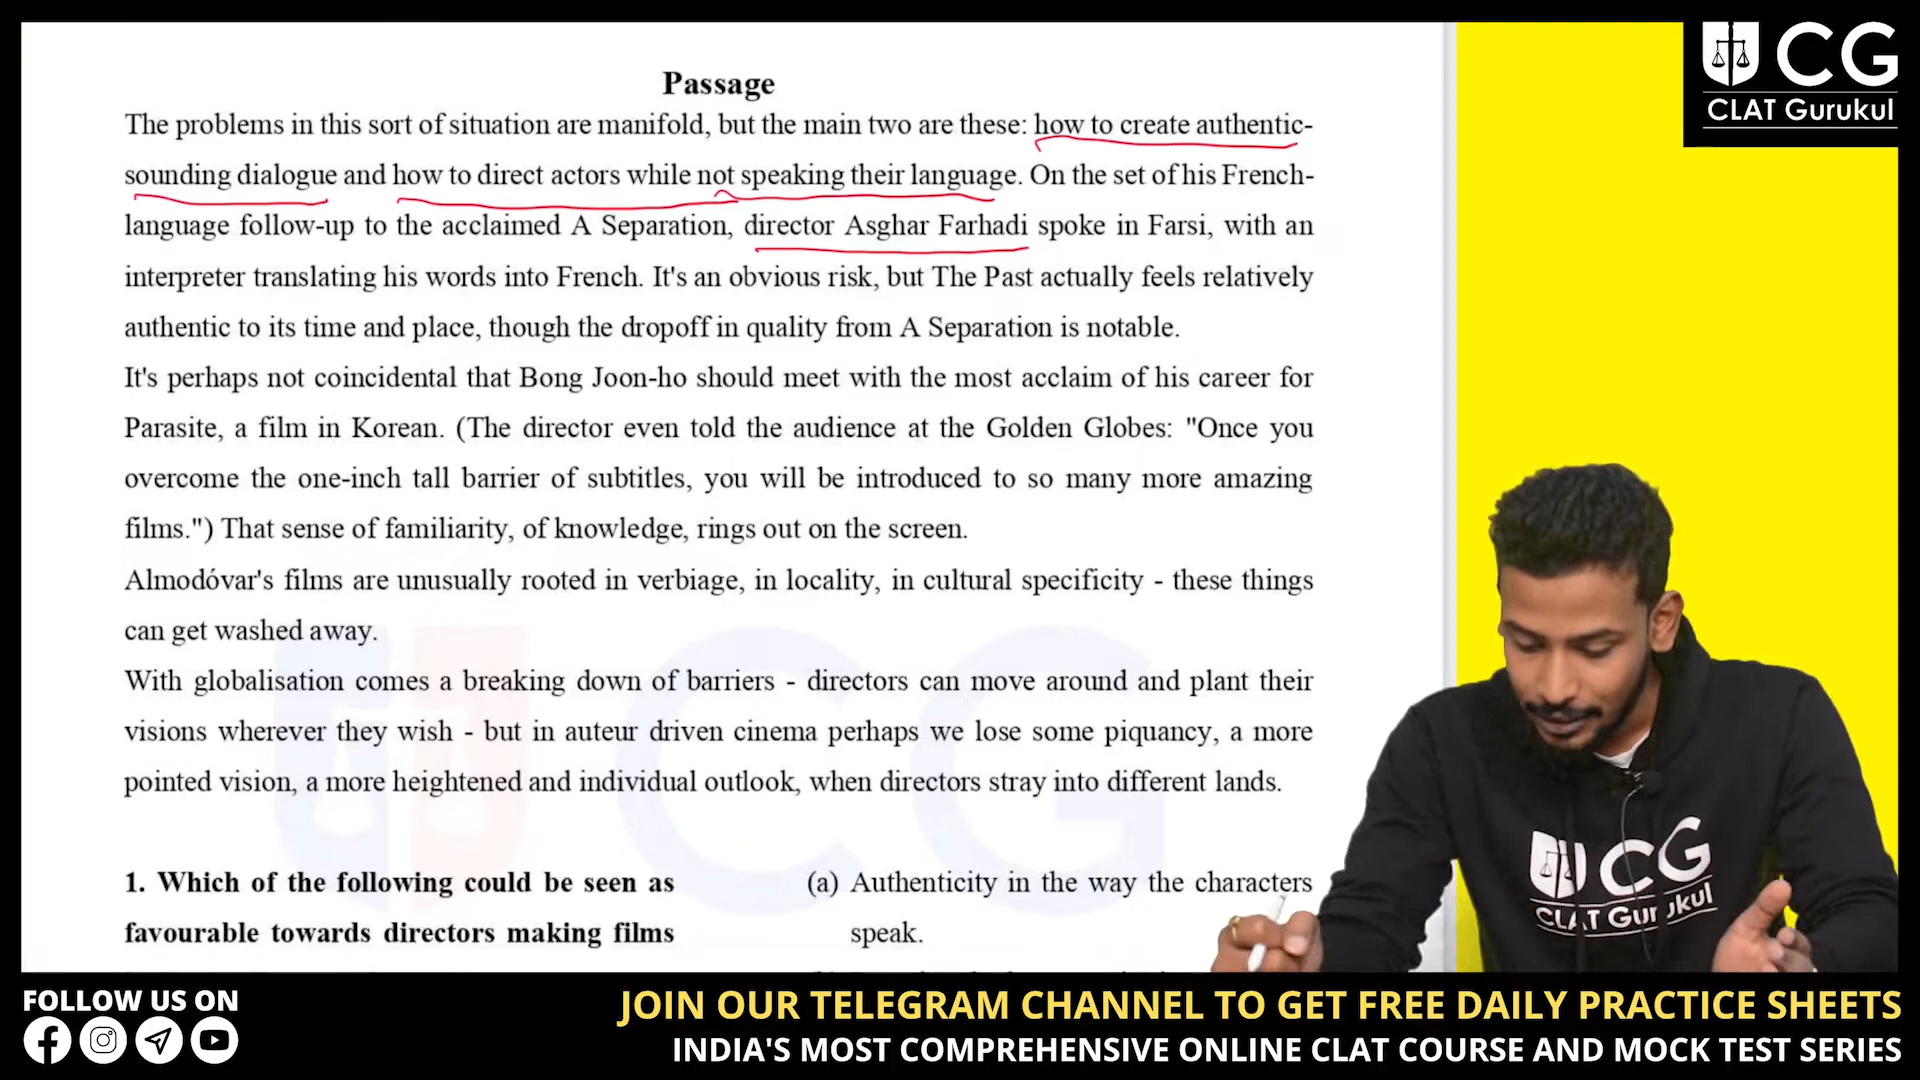 CG
CLAT Gurukul
Passage
The problems in this sort of situation are manifold, but the main two are these: how to create authentic-
sounding dialogue and how to direct actors while not speaking their language. On the set of his French-
language follow-up to the acclaimed A Separation, director Asghar Farhadi spoke in Farsi, with an
interpreter translating his words into French. It's an obvious risk, but The Past actually feels relatively
authentic to its time and place, though the dropoff in quality from A Separation is notable.
It's perhaps not coincidental that Bong Joon-ho should meet with the most acclaim of his career for
Parasite, a film in Korean. (The director even told the audience at the Golden Globes: "Once you
overcome the one-inch tall barrier of subtitles, you will be introduced to so many more amazing
films.") That sense of familiarity, of knowledge, rings out on the screen.
Almodóvar's films are unusually rooted in verbiage, in locality, in cultural specificity - these things
can get washed away.
With globalisation comes a breaking down of barriers - directors can move around and plant their
visions wherever they wish - but in auteur driven cinema perhaps we lose some piquancy, a more
pointed vision, a more heightened and individual outlook, when directors stray into different lands.
CG
1. Which of the following could be seen as
favourable towards directors making films
(a) Authenticity in the way the characters
speak.
CG
CLAT Gurukul
FOLLOW US ON
JOIN OUR TELEGRAM CHANNEL TO GET FREE DAILY PRACTICE SHEETS
INDIA'S MOST COMPREHENSIVE ONLINE CLAT COURSE AND MOCK TEST SERIES